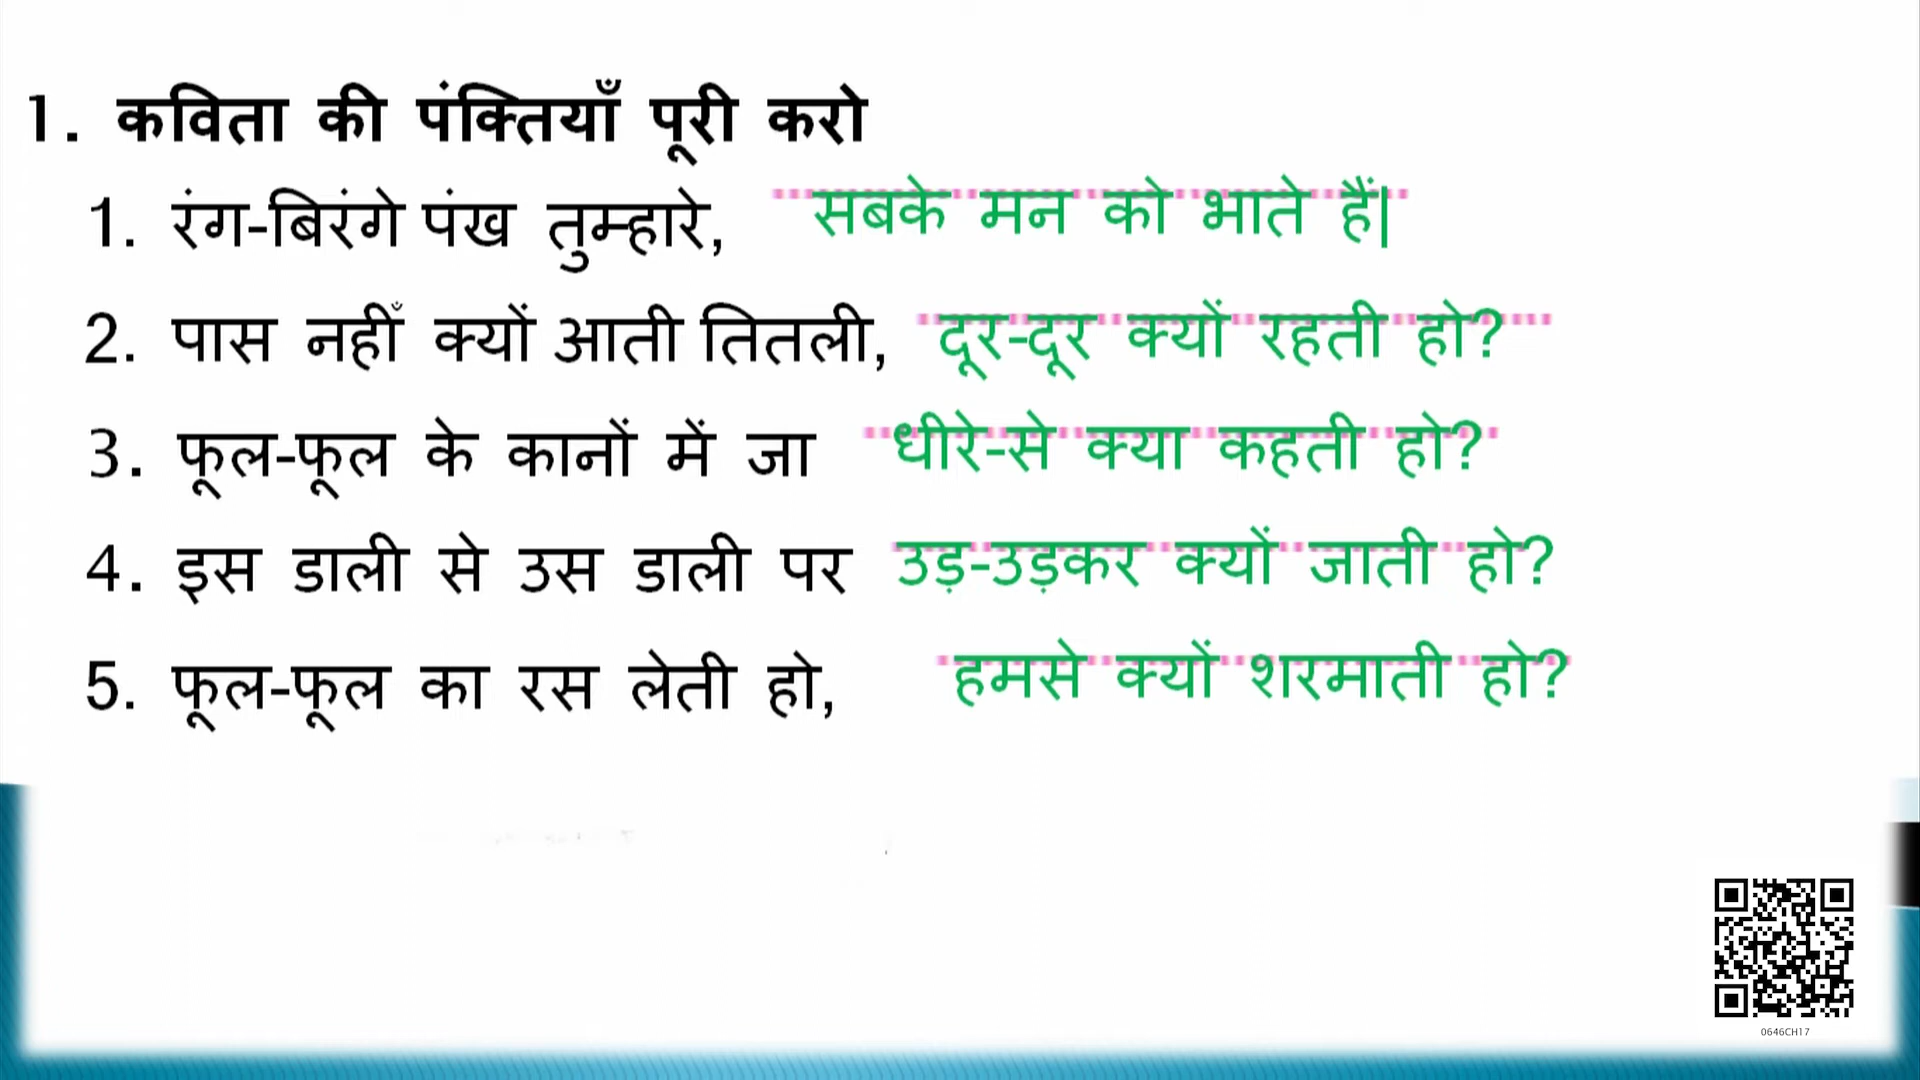 1. कविता की पंक्तियाँ पूरी करो
1. रंग-बिरंगे पंख तुम्हारे, सबके मन को भाते हैं|
2. पास नहीँ क्यों आती तितली, दूर-दूर क्यों रहती हो?
3. फूल-फूल के कानों में जा धीरे-से क्या कहती हो?
4. इस डाली से उस डाली पर उड़-उड़कर क्यों जाती हो?
5. फूल-फूल का रस लेती हो, हमसे क्यों शरमाती हो?
0646CH17